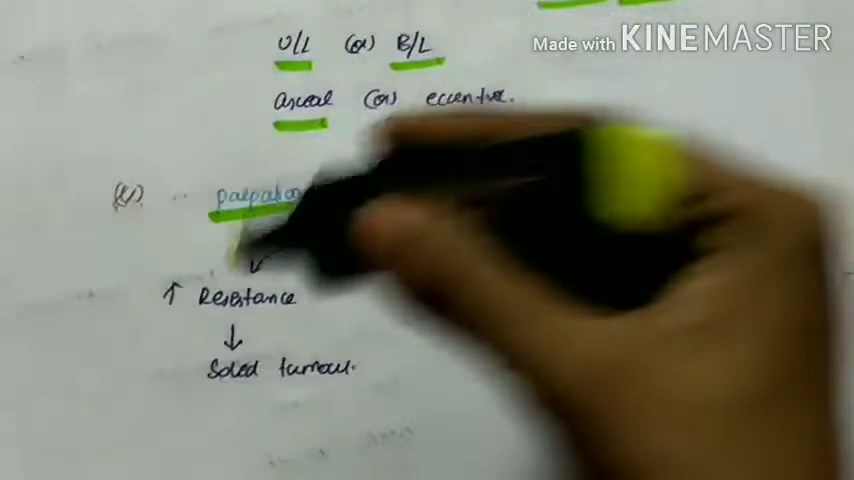 Made with KINEMASTER
U/L (or) B/L
axial (or) eccentric.
palpation
↑ Resistance
↓
Solid tumour.